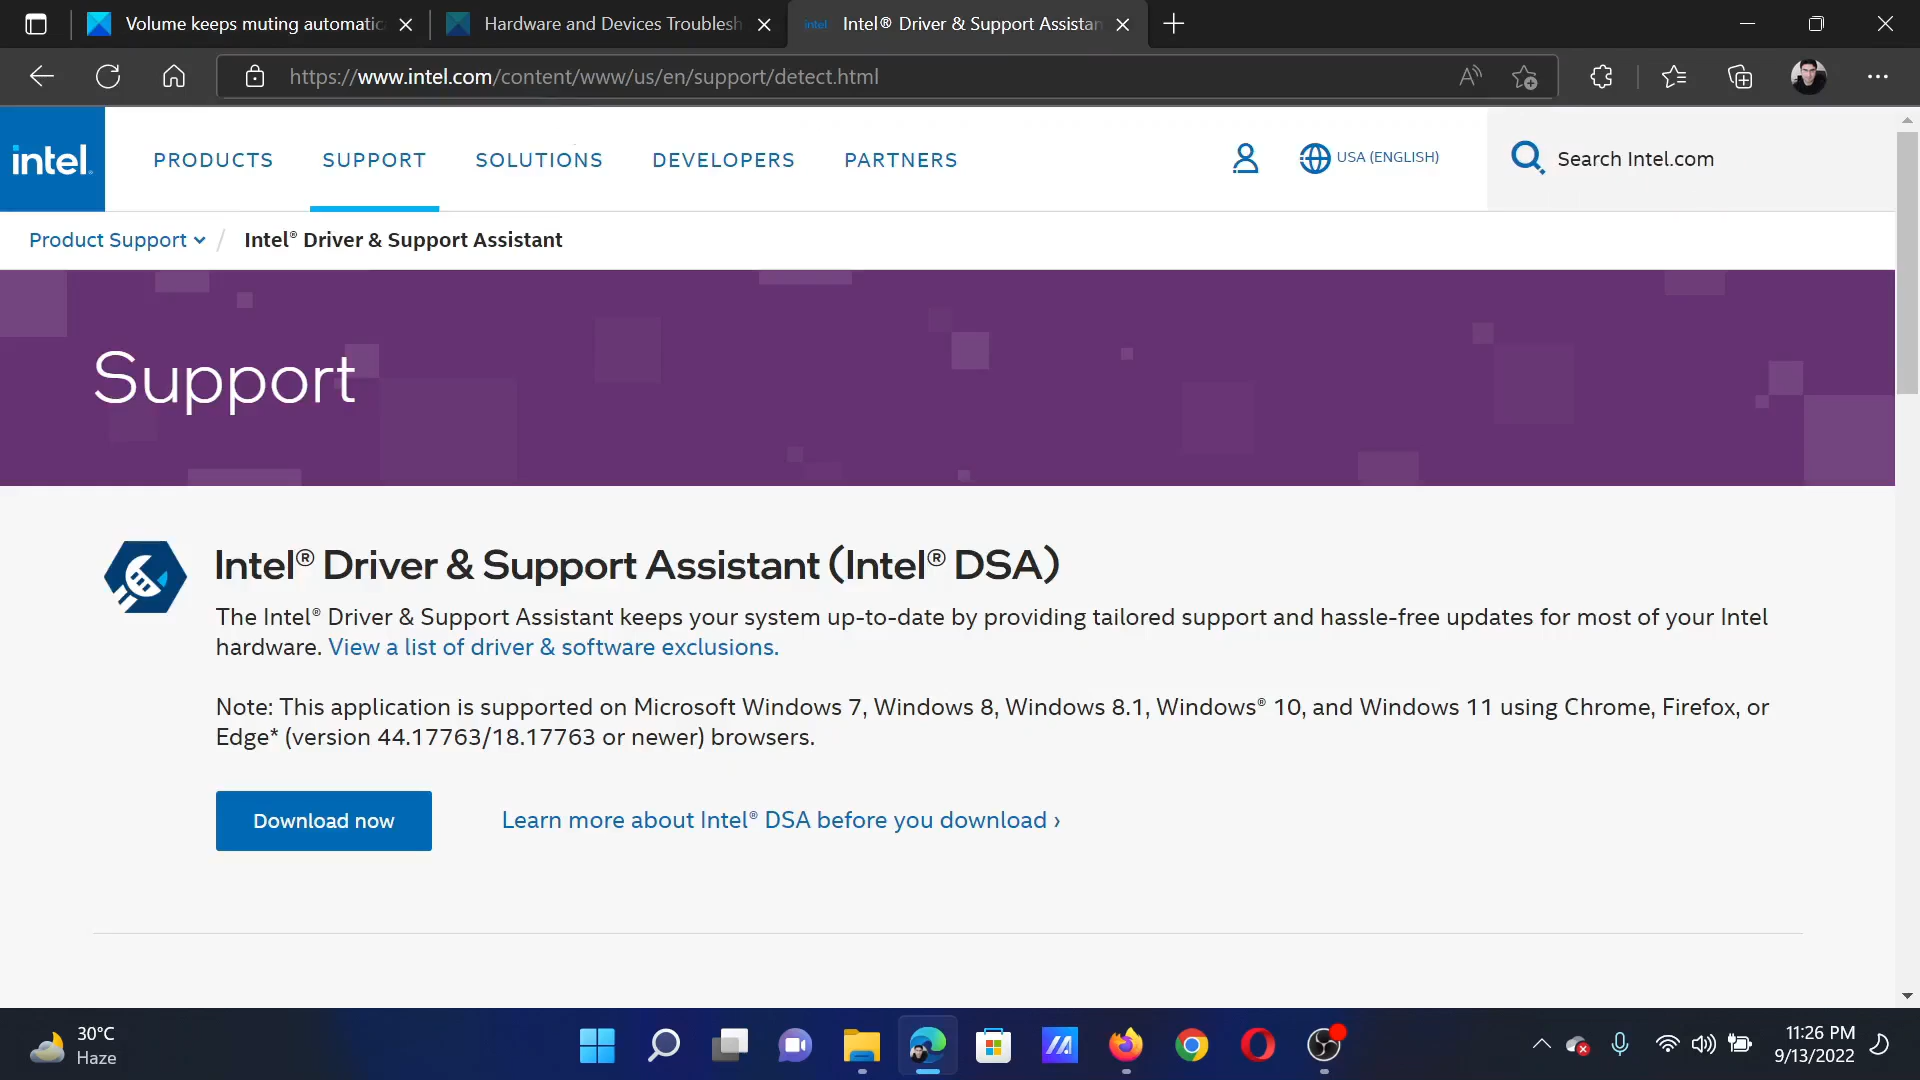 Volume keeps muting automatic
Hardware and Devices Troublesh
intel Intel® Driver & Support Assistan
https://www.intel.com/content/www/us/en/support/detect.html
intel.
PRODUCTS SUPPORT SOLUTIONS DEVELOPERS PARTNERS
USA (ENGLISH)
Search Intel.com
Product Support / Intel® Driver & Support Assistant
Support
Intel® Driver & Support Assistant (Intel® DSA)
The Intel® Driver & Support Assistant keeps your system up-to-date by providing tailored support and hassle-free updates for most of your Intel
hardware. View a list of driver & software exclusions.
Note: This application is supported on Microsoft Windows 7, Windows 8, Windows 8.1, Windows® 10, and Windows 11 using Chrome, Firefox, or
Edge* (version 44.17763/18.17763 or newer) browsers.
Download now
Learn more about Intel® DSA before you download ›
30°C
Haze
11:26 PM
9/13/2022